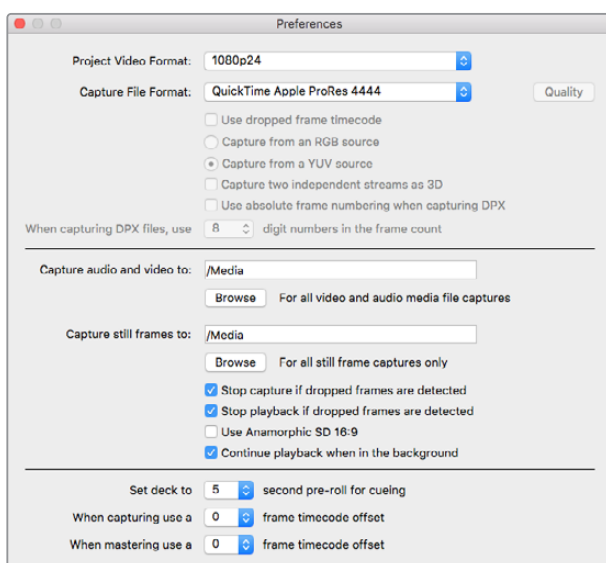 Preferences
Project Video Format: 1080p24
Capture File Format: QuickTime Apple ProRes 4444 Quality
Use dropped frame timecode
Capture from an RGB source
Capture from a YUV source
Capture two independent streams as 3D
Use absolute frame numbering when capturing DPX
When capturing DPX files, use 8 digit numbers in the frame count
Capture audio and video to: /Media
Browse For all video and audio media file captures
Capture still frames to: /Media
Browse For all still frame captures only
Stop capture if dropped frames are detected
Stop playback if dropped frames are detected
Use Anamorphic SD 16:9
Continue playback when in the background
Set deck to 5 second pre-roll for cueing
When capturing use a 0 frame timecode offset
When mastering use a 0 frame timecode offset